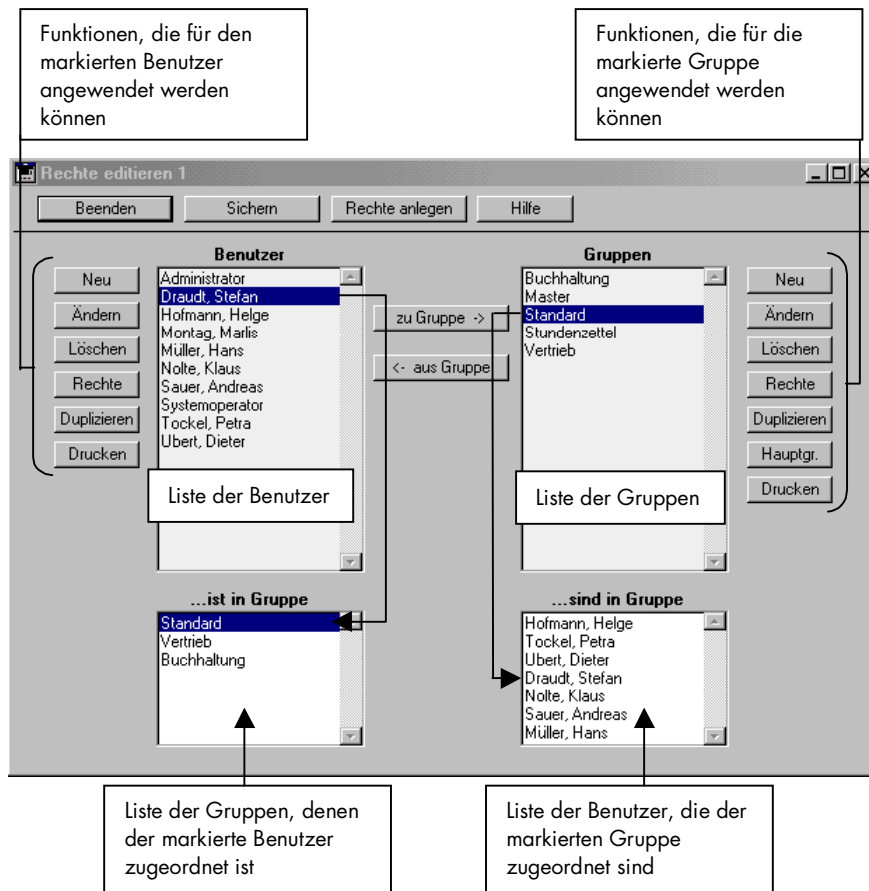 Funktionen, die für den
markierten Benutzer
angewendet werden
können
Funktionen, die für die
markierte Gruppe
angewendet werden
können
Rechte editieren 1
Beenden
Sichern
Rechte anlegen
Hilfe
Benutzer
Neu
Ändern
Löschen
Rechte
Duplizieren
Drucken
Administrator
Draudt, Stefan
Hofmann, Helge
Montag, Marlis
Müller, Hans
Nolte, Klaus
Sauer, Andreas
Systemoperator
Tockel, Petra
Ubert, Dieter
Liste der Benutzer
zu Gruppe ->
<- aus Gruppe
Gruppen
Buchhaltung
Master
Standard
Stundenzettel
Vertrieb
Liste der Gruppen
Neu
Ändern
Löschen
Rechte
Duplizieren
Hauptgr.
Drucken
...ist in Gruppe
Standard
Vertrieb
Buchhaltung
...sind in Gruppe
Hofmann, Helge
Tockel, Petra
Ubert, Dieter
Draudt, Stefan
Nolte, Klaus
Sauer, Andreas
Müller, Hans
Liste der Gruppen, denen
der markierte Benutzer
zugeordnet ist
Liste der Benutzer, die der
markierten Gruppe
zugeordnet sind